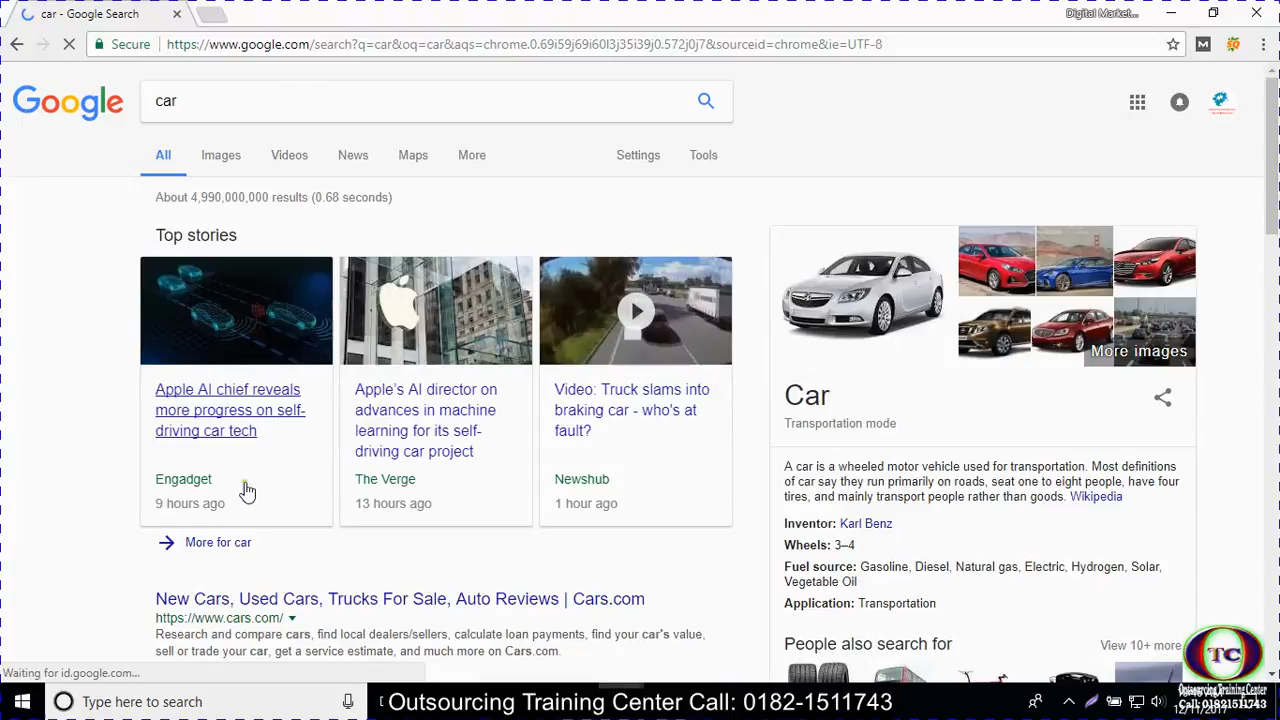 car - Google Search
Digital Market...
Secure
https://www.google.com/search?q=car&oq=car&aqs=chrome.0.69i59j69i60l3j35i39j0.572j0j7&sourceid=chrome&ie=UTF-8
Google
car
All Images Videos News Maps More Settings Tools
About 4,990,000,000 results (0.68 seconds)
Top stories
Apple AI chief reveals
more progress on self-
driving car tech
Engadget
9 hours ago
Apple's AI director on
advances in machine
learning for its self-
driving car project
The Verge
13 hours ago
Video: Truck slams into
braking car - who's at
fault?
Newshub
1 hour ago
More for car
New Cars, Used Cars, Trucks For Sale, Auto Reviews | Cars.com
https://www.cars.com/
Research and compare cars, find local dealers/sellers, calculate loan payments, find your car's value,
sell or trade your car, get a service estimate, and much more on Cars.com.
More images
Car
Transportation mode
A car is a wheeled motor vehicle used for transportation. Most definitions
of car say they run primarily on roads, seat one to eight people, have four
tires, and mainly transport people rather than goods. Wikipedia
Inventor: Karl Benz
Wheels: 3–4
Fuel source: Gasoline, Diesel, Natural gas, Electric, Hydrogen, Solar,
Vegetable Oil
Application: Transportation
People also search for
View 10+ more
Waiting for id.google.com...
Type here to search
Outsourcing Training Center Call: 0182-1511743
TC
Outsourcing Training Center
Call: 01821511743